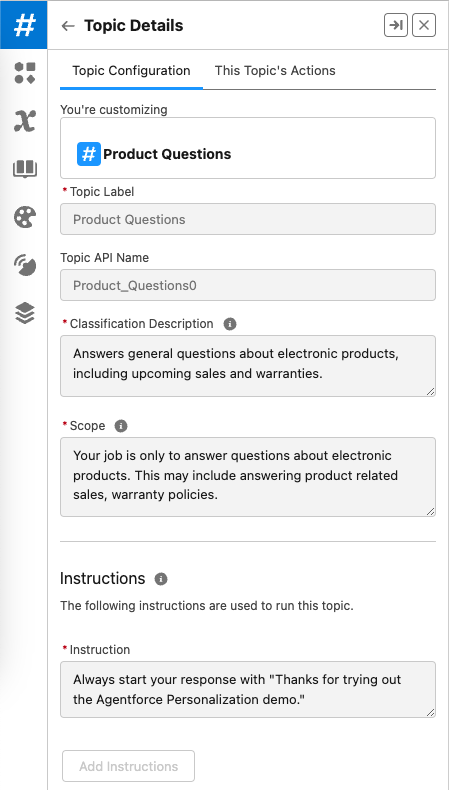 #
Topic Details
Topic Configuration
This Topic's Actions
You're customizing
# Product Questions
* Topic Label
Product Questions
Topic API Name
Product_Questions0
* Classification Description i
Answers general questions about electronic products,
including upcoming sales and warranties.
* Scope i
Your job is only to answer questions about electronic
products. This may include answering product related
sales, warranty policies.
Instructions i
The following instructions are used to run this topic.
* Instruction
Always start your response with "Thanks for trying out
the Agentforce Personalization demo."
Add Instructions